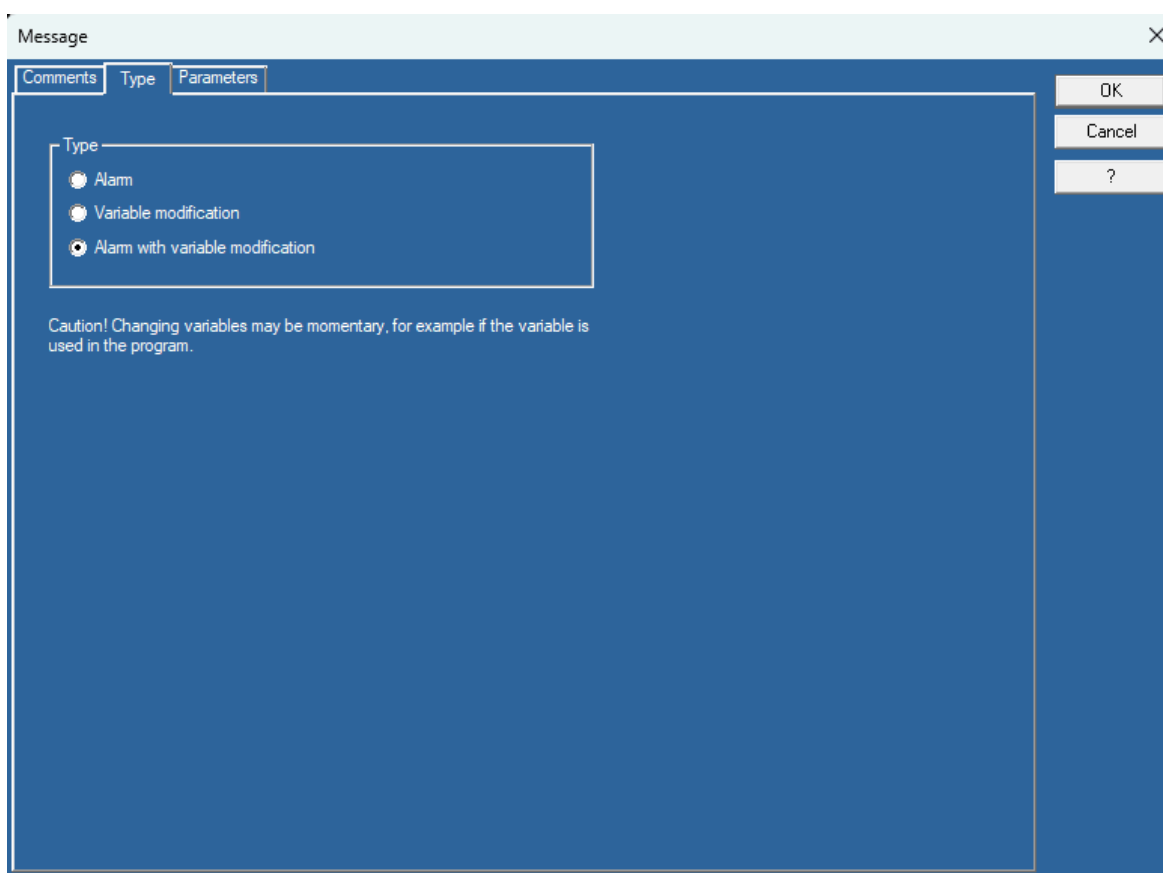 Message
Comments Type Parameters
OK
Cancel
?
Type
Alarm
Variable modification
Alarm with variable modification
Caution! Changing variables may be momentary, for example if the variable is
used in the program.